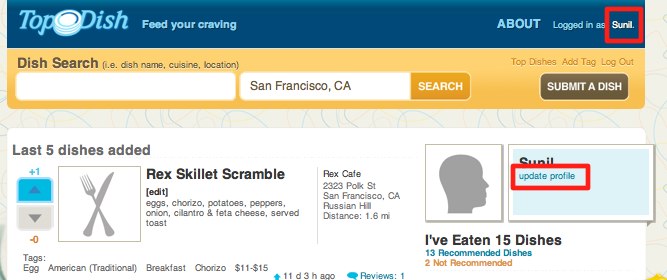 TopDish Feed your craving ABOUT Logged in as Sunil.
Dish Search (i.e. dish name, cuisine, location) Top Dishes Add Tag Log Out
San Francisco, CA SEARCH SUBMIT A DISH
Last 5 dishes added
+1
-0
Rex Skillet Scramble
[edit]
eggs, chorizo, potatoes, peppers,
onion, cilantro & feta cheese, served
toast
Rex Cafe
2323 Polk St
San Francisco, CA
Russian Hill
Distance: 1.6 mi
Tags:
Egg American (Traditional) Breakfast Chorizo $11-$15
11 d 3 h ago Reviews: 1
Sunil
update profile
I've Eaten 15 Dishes
13 Recommended Dishes
2 Not Recommended